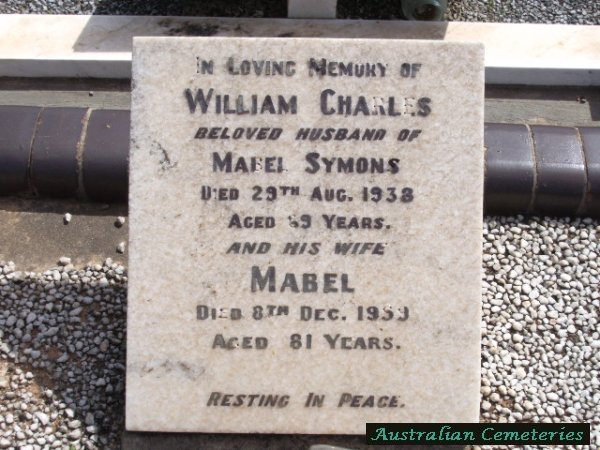 IN LOVING MEMORY OF
WILLIAM CHARLES
BELOVED HUSBAND OF
MABEL SYMONS
DIED 29TH AUG. 1938
AGED YEARS.
AND HIS WIFE
MABEL
DIED 8TH DEC.
AGED 81 YEARS.
RESTING IN PEACE.
Australian Cemeteries